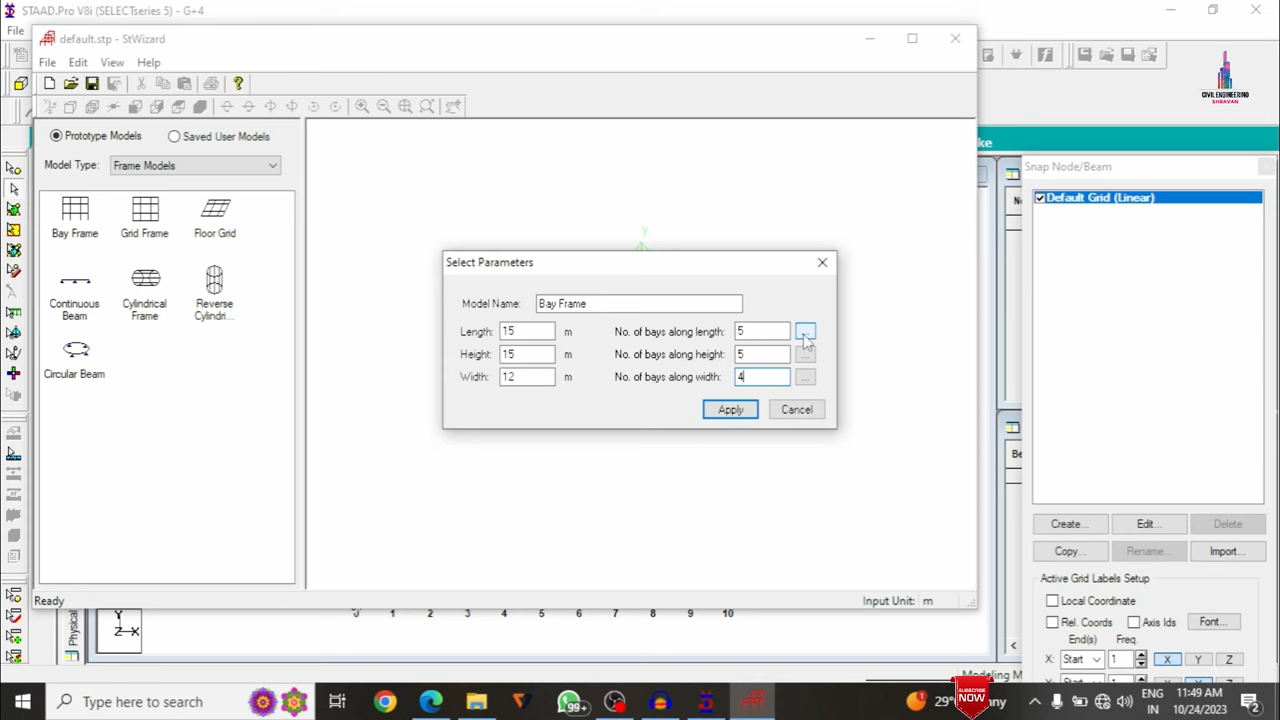 STAAD.Pro V8i (SELECTseries 5) - G+4
File
default.stp - StWizard
File Edit View Help
CIVIL ENGINEERING
SHRAVAN
Prototype Models Saved User Models
Model Type: Frame Models
Bay Frame Grid Frame Floor Grid
Continuous Beam Cylindrical Frame Reverse Cylindri...
Circular Beam
Select Parameters
Model Name: Bay Frame
Length: 15 m No. of bays along length: 5 ...
Height: 15 m No. of bays along height: 5 ...
Width: 12 m No. of bays along width: 4 ...
Apply Cancel
Snap Node/Beam
Default Grid (Linear)
Create... Edit... Delete
Copy... Rename... Import...
Active Grid Labels Setup
Local Coordinate
Rel. Coords Axis Ids Font...
End(s) Freq.
X: Start 1 X Y Z
Ready Input Unit: m
Physical
Y
Z X
0 1 2 3 4 5 6 7 8 9 10
Be
Modeling M
Type here to search
99+
SUBSCRIBE
NOW
ENG
IN
11:49 AM
10/24/2023
2